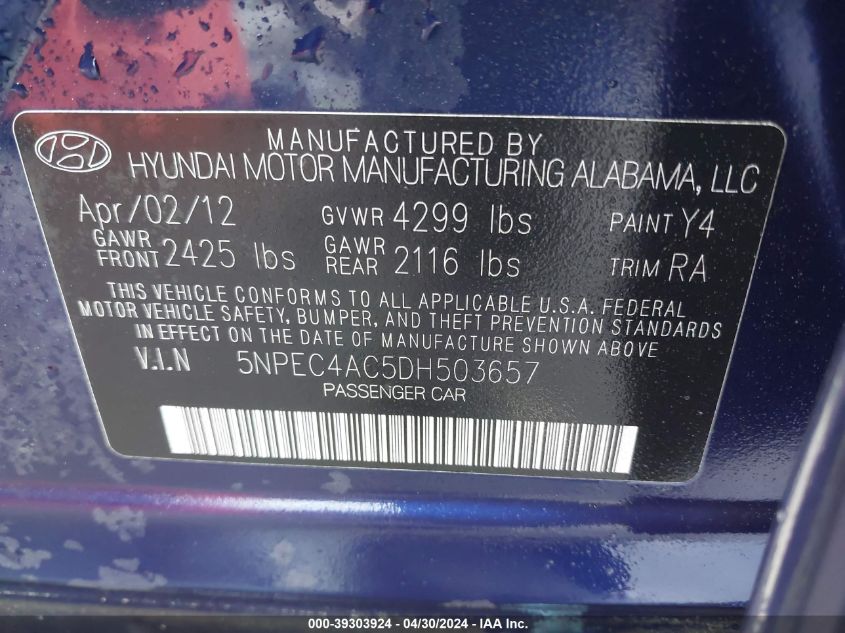 MANUFACTURED BY
HYUNDAI MOTOR MANUFACTURING ALABAMA, LLC
Apr/02/12 GVWR 4299 lbs PAINT Y4
GAWR FRONT 2425 lbs GAWR REAR 2116 lbs TRIM RA
THIS VEHICLE CONFORMS TO ALL APPLICABLE U.S.A. FEDERAL
MOTOR VEHICLE SAFETY, BUMPER, AND THEFT PREVENTION STANDARDS
IN EFFECT ON THE DATE OF MANUFACTURE SHOWN ABOVE
V.I.N 5NPEC4AC5DH503657
PASSENGER CAR
000-39303924 - 04/30/2024 - IAA Inc.